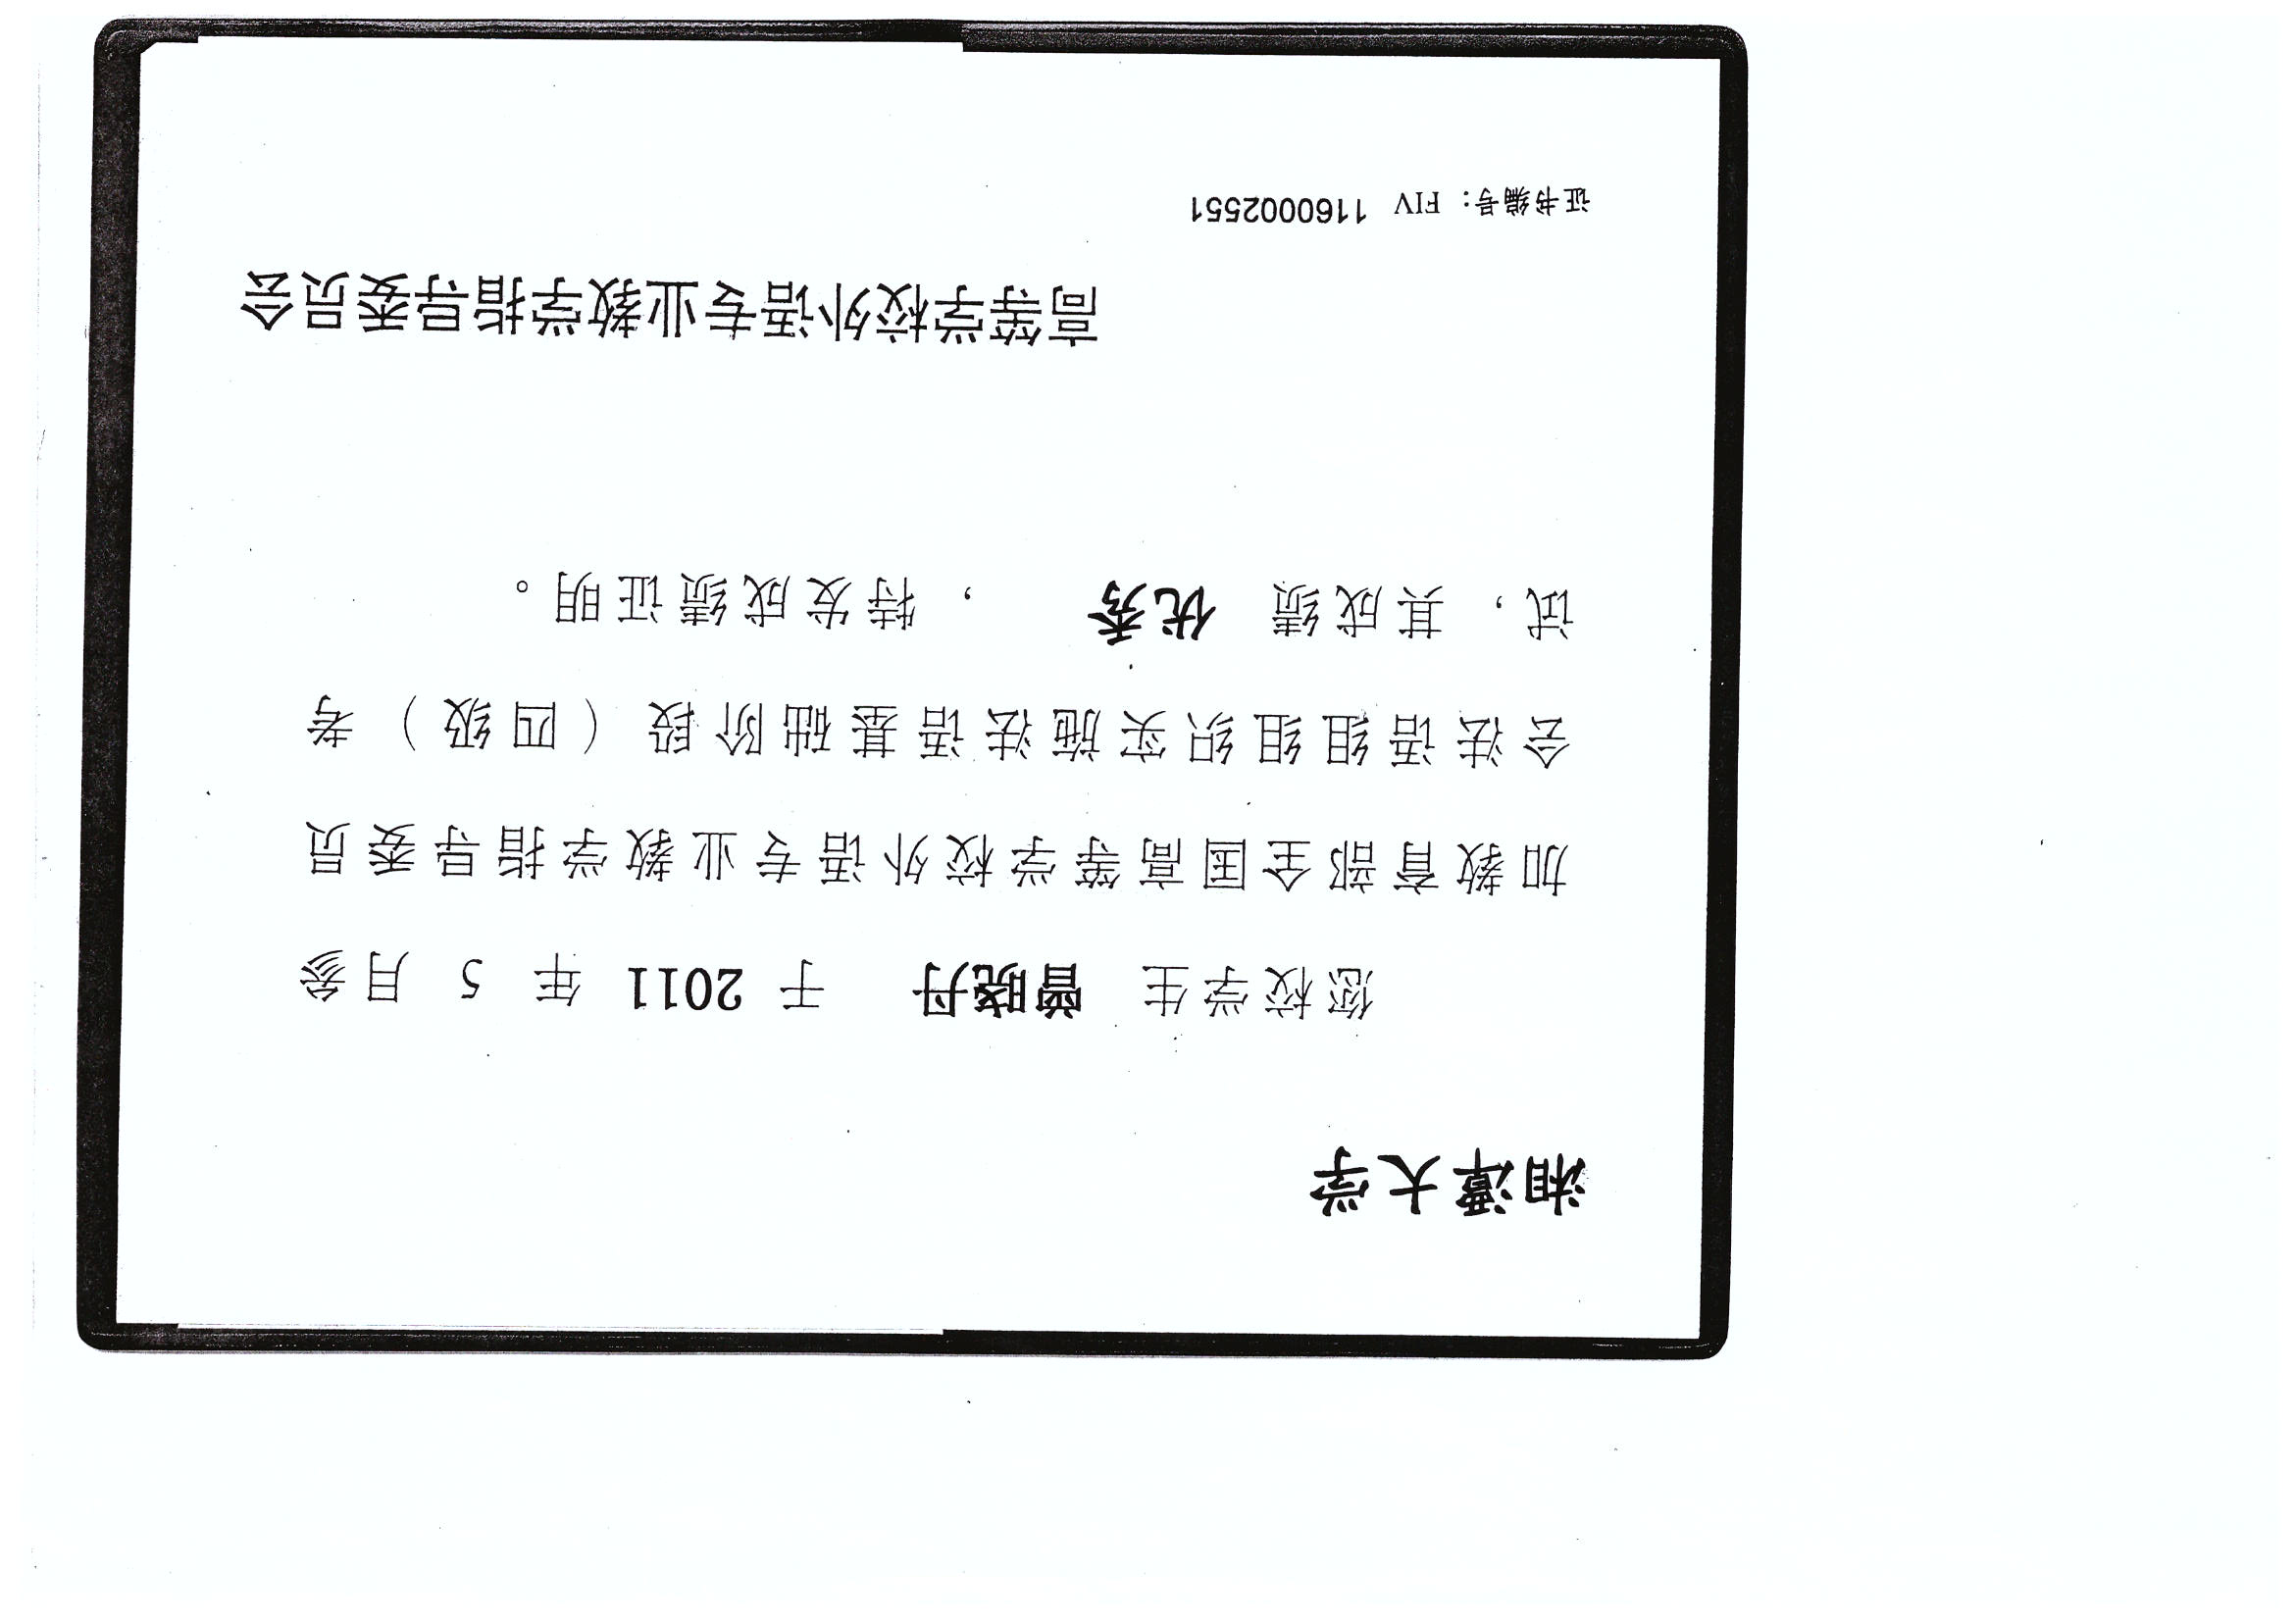 湘潭大学
您校学生 曾晓丹 于 2011 年 5 月参
加教育部全国高等学校外语专业教学指导委员
会法语组组织实施法语基础阶段（四级）考
试，其成绩 优秀 ，特发成绩证明。
高等学校外语专业教学指导委员会
证书编号：FIV 1160002551